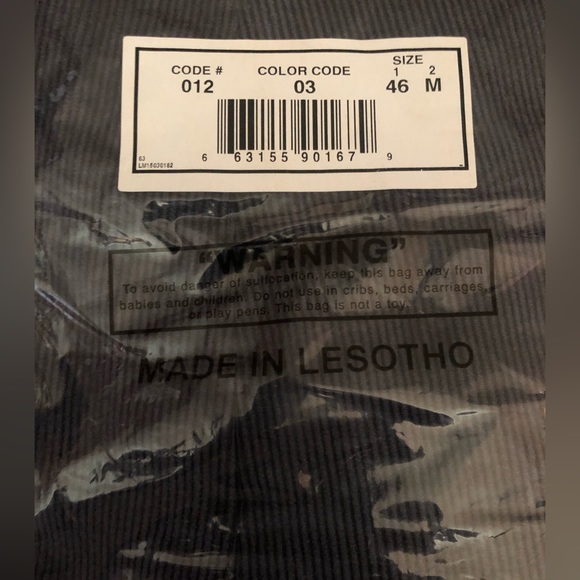 CODE # COLOR CODE SIZE
1 2
012 03 46 M
6 63155 90167 9
63
LM15030182
"WARNING"
To avoid danger of suffocation, keep this bag away from
babies and children. Do not use in cribs, beds, carriages,
or play pens. This bag is not a toy.
MADE IN LESOTHO